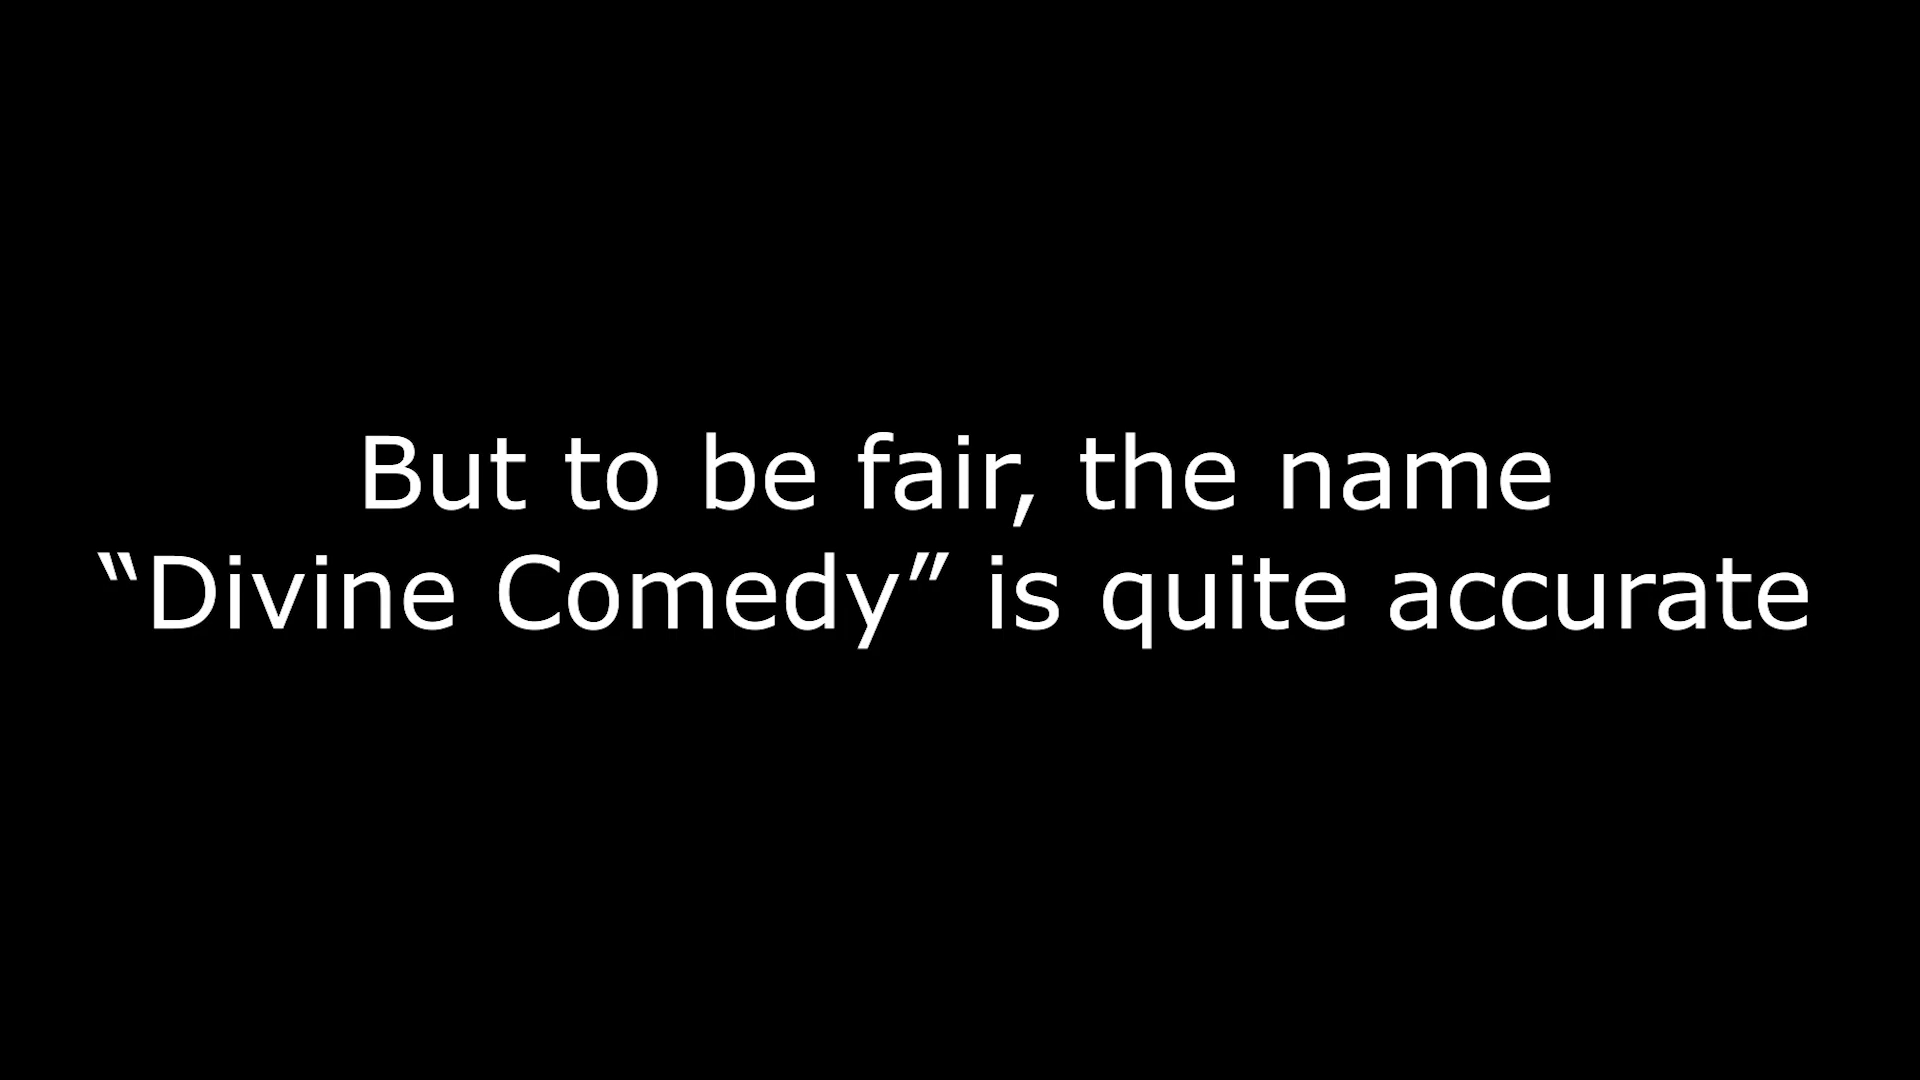 But to be fair, the name
“Divine Comedy” is quite accurate